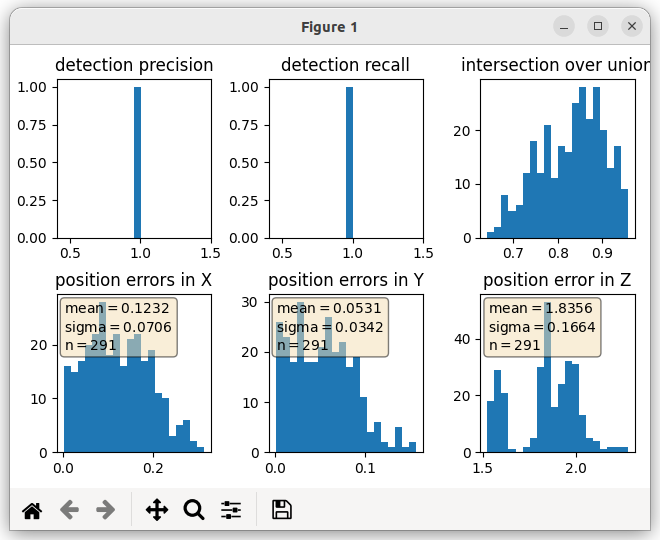 Figure 1
detection precision
detection recall
intersection over union
1.00
0.75
0.50
0.25
0.00
0.5
1.0
1.5
1.00
0.75
0.50
0.25
0.00
0.5
1.0
1.5
20
10
0
0.7
0.8
0.9
position errors in X
position errors in Y
position error in Z
mean = 0.1232
sigma = 0.0706
n = 291
20
10
0
0.0
0.2
mean = 0.0531
sigma = 0.0342
n = 291
30
20
10
0
0.0
0.1
mean = 1.8356
sigma = 0.1664
n = 291
40
20
0
1.5
2.0